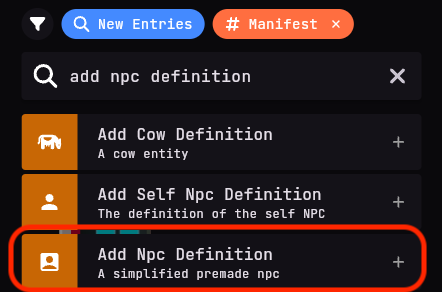 New Entries
# Manifest ×
add npc definition
Add Cow Definition
A cow entity
Add Self Npc Definition
The definition of the self NPC
Add Npc Definition
A simplified premade npc